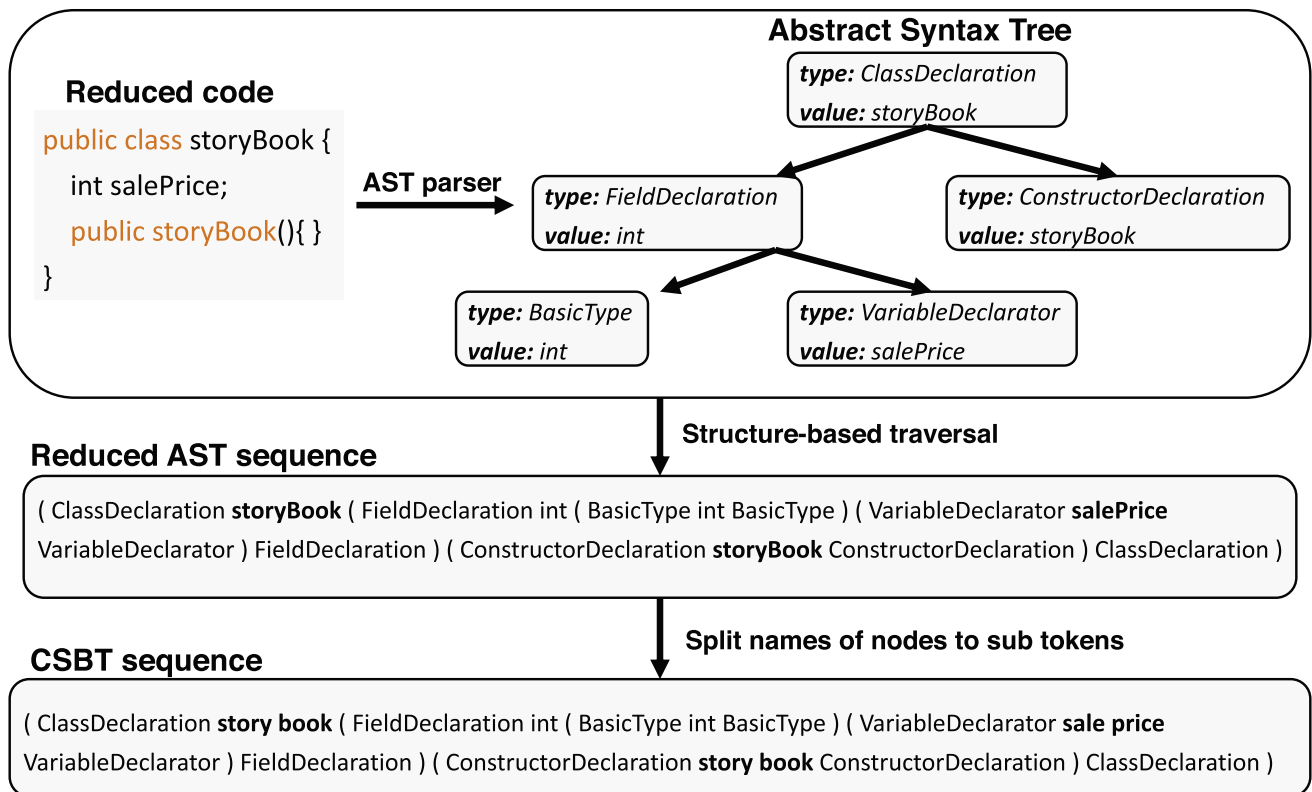 Abstract Syntax Tree
Reduced code
public class storyBook {
int salePrice;
public storyBook(){ }
}
AST parser
type: ClassDeclaration
value: storyBook
type: FieldDeclaration
value: int
type: ConstructorDeclaration
value: storyBook
type: BasicType
value: int
type: VariableDeclarator
value: salePrice
Structure-based traversal
Reduced AST sequence
( ClassDeclaration storyBook ( FieldDeclaration int ( BasicType int BasicType ) ( VariableDeclarator salePrice
VariableDeclarator ) FieldDeclaration ) ( ConstructorDeclaration storyBook ConstructorDeclaration ) ClassDeclaration )
Split names of nodes to sub tokens
CSBT sequence
( ClassDeclaration story book ( FieldDeclaration int ( BasicType int BasicType ) ( VariableDeclarator sale price
VariableDeclarator ) FieldDeclaration ) ( ConstructorDeclaration story book ConstructorDeclaration ) ClassDeclaration )